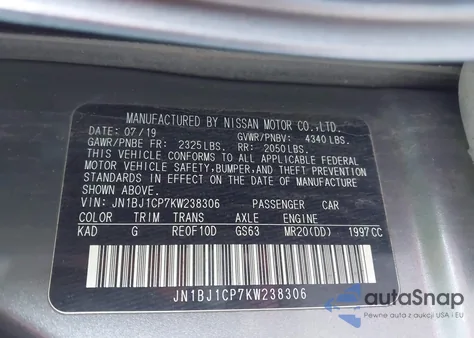 MANUFACTURED BY NISSAN MOTOR CO.,LTD.
DATE: 07/19 GVWR/PNBV: 4340 LBS.
GAWR/PNBE FR: 2325 LBS. RR: 2050 LBS.
THIS VEHICLE CONFORMS TO ALL APPLICABLE FEDERAL
MOTOR VEHICLE SAFETY, BUMPER, AND THEFT PREVENTION
STANDARDS IN EFFECT ON THE DATE OF MANUFACTURE
SHOWN ABOVE.
VIN: JN1BJ1CP7KW238306 PASSENGER CAR
COLOR TRIM TRANS AXLE ENGINE
KAD G RE0F10D GS63 MR20(DD) 1997CC
JN1BJ1CP7KW238306
autoSnap
Pewne auta z USA i EU